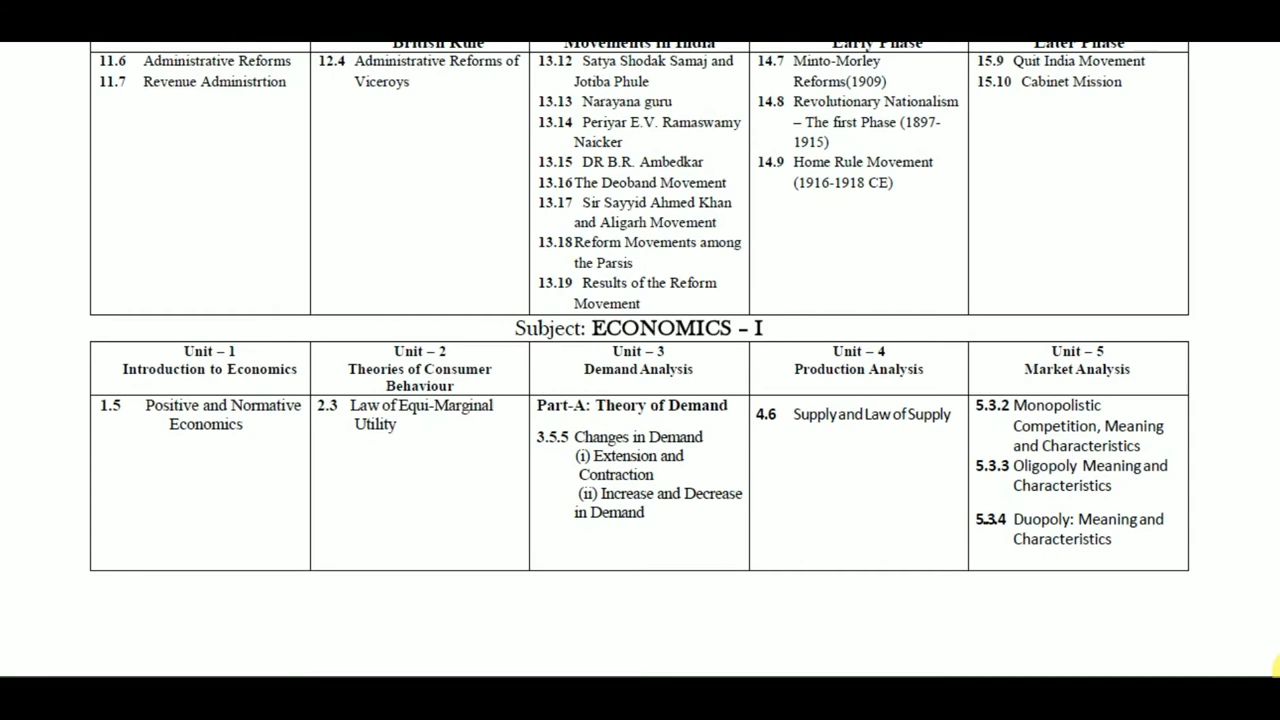 British Rule
Movements in India
Early Phase
Later Phase
11.6 Administrative Reforms
11.7 Revenue Administrtion
12.4 Administrative Reforms of
Viceroys
13.12 Satya Shodak Samaj and
Jotiba Phule
13.13 Narayana guru
13.14 Periyar E.V. Ramaswamy
Naicker
13.15 DR B.R. Ambedkar
13.16 The Deoband Movement
13.17 Sir Sayyid Ahmed Khan
and Aligarh Movement
13.18 Reform Movements among
the Parsis
13.19 Results of the Reform
Movement
14.7 Minto-Morley
Reforms(1909)
14.8 Revolutionary Nationalism
– The first Phase (1897-
1915)
14.9 Home Rule Movement
(1916-1918 CE)
15.9 Quit India Movement
15.10 Cabinet Mission
Subject: ECONOMICS – I
Unit – 1
Introduction to Economics
Unit – 2
Theories of Consumer
Behaviour
Unit – 3
Demand Analysis
Unit – 4
Production Analysis
Unit – 5
Market Analysis
1.5 Positive and Normative
Economics
2.3 Law of Equi-Marginal
Utility
Part-A: Theory of Demand
3.5.5 Changes in Demand
(i) Extension and
Contraction
(ii) Increase and Decrease
in Demand
4.6 Supply and Law of Supply
5.3.2 Monopolistic
Competition, Meaning
and Characteristics
5.3.3 Oligopoly Meaning and
Characteristics
5.3.4 Duopoly: Meaning and
Characteristics